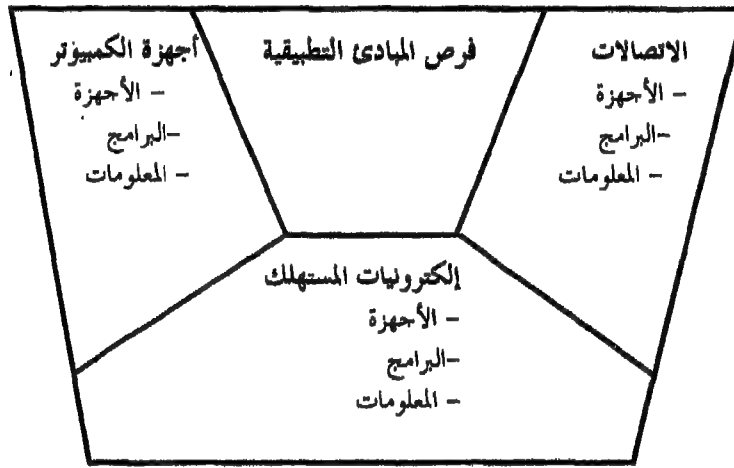 الاتصالات
– الأجهزة
–البرامج
– المعلومات
فرص المبادئ التطبيقية
أجهزة الكمبيوتر
– الأجهزة
–البرامج
– المعلومات
إلكترونيات المستهلك
– الأجهزة
–البرامج
– المعلومات